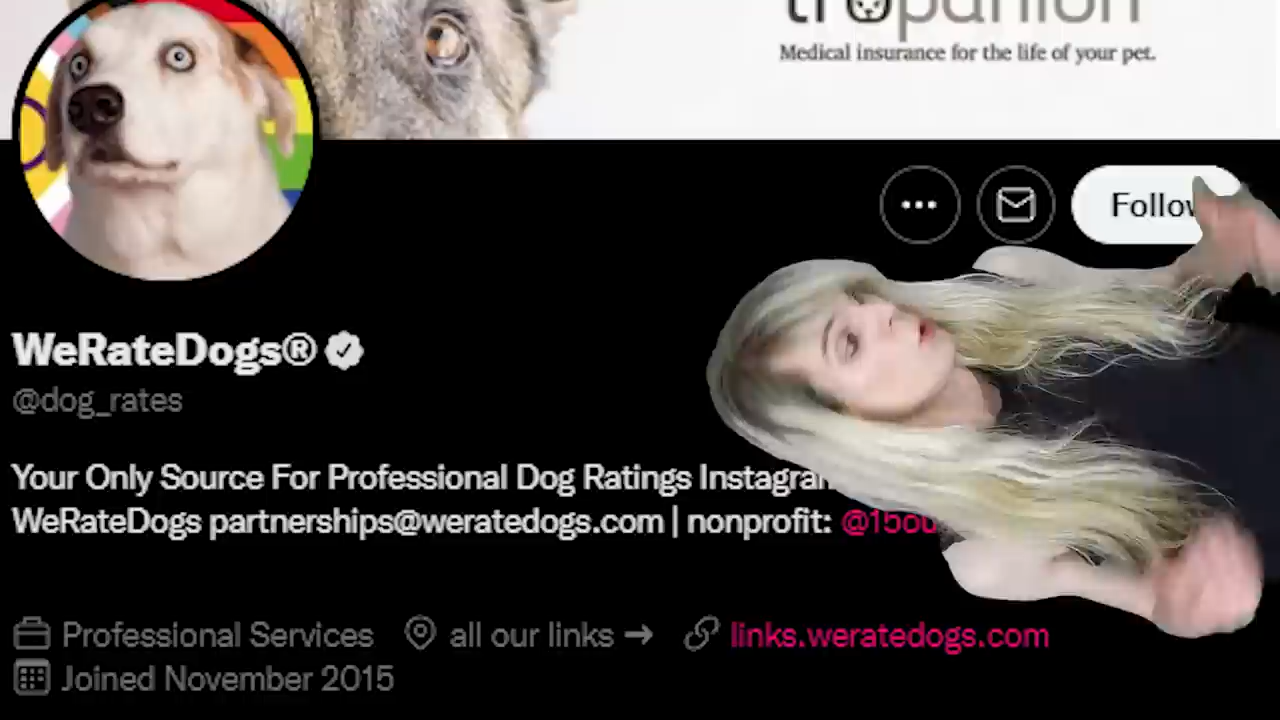 Medical insurance for the life of your pet.
Follow
WeRateDogs®
@dog_rates
Your Only Source For Professional Dog Ratings
WeRateDogs partnerships@weratedogs.com | nonprofit:
Professional Services all our links → links.weratedogs.com
Joined November 2015